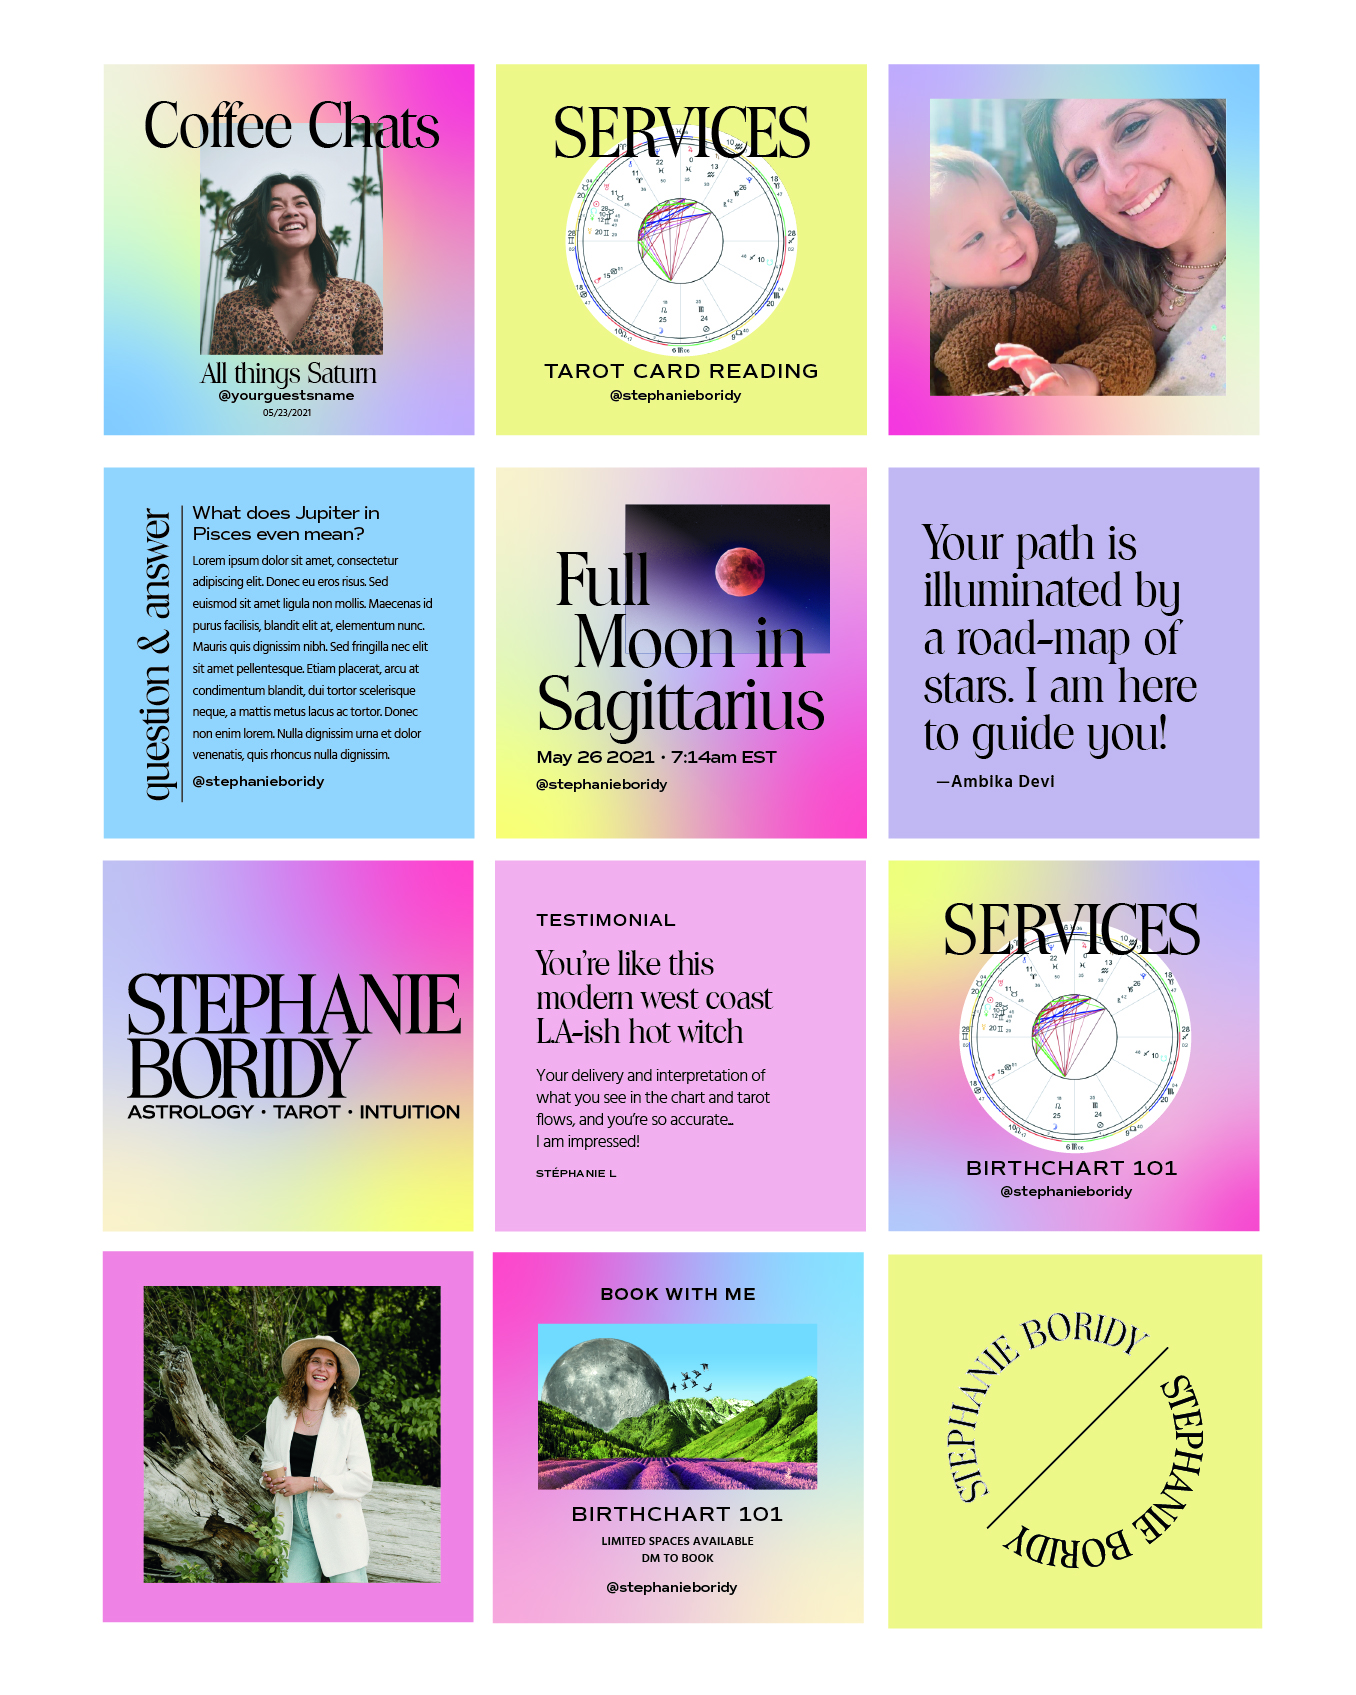 Coffee Chats
All things Saturn
@yourguestsname
05/23/2021
SERVICES
TAROT CARD READING
@stephanieboridy
question & answer
What does Jupiter in
Pisces even mean?
Lorem ipsum dolor sit amet, consectetur
adipiscing elit. Donec eu eros risus. Sed
euismod sit amet ligula non mollis. Maecenas id
purus facilisis, blandit elit at, elementum nunc.
Mauris quis dignissim nibh. Sed fringilla nec elit
sit amet pellentesque. Etiam placerat, arcu at
condimentum blandit, dui tortor scelerisque
neque, a mattis metus lacus ac tortor. Donec
non enim lorem. Nulla dignissim urna et dolor
venenatis, quis rhoncus nulla dignissim.
@stephanieboridy
Full
Moon in
Sagittarius
May 26 2021 • 7:14am EST
@stephanieboridy
Your path is
illuminated by
a road-map of
stars. I am here
to guide you!
—Ambika Devi
STEPHANIE
BORIDY
ASTROLOGY • TAROT • INTUITION
TESTIMONIAL
You're like this
modern west coast
L.A-ish hot witch
Your delivery and interpretation of
what you see in the chart and tarot
flows, and you're so accurate..
I am impressed!
STÉPHANIE L
SERVICES
BIRTHCHART 101
@stephanieboridy
BOOK WITH ME
BIRTHCHART 101
LIMITED SPACES AVAILABLE
DM TO BOOK
@stephanieboridy
STEPHANIE BORIDY
STEPHANIE BORIDY